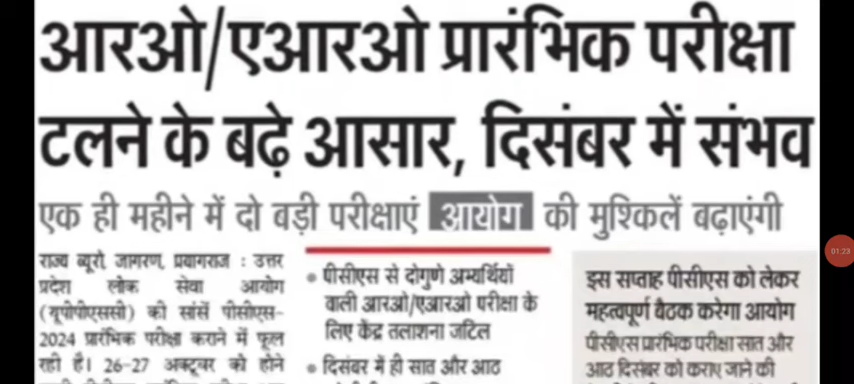 आरओ/एआरओ प्रारंभिक परीक्षा
टलने के बढ़े आसार, दिसंबर में संभव
एक ही महीने में दो बड़ी परीक्षाएं आयोग की मुश्किलें बढ़ाएंगी
राज्य ब्यूरो, जागरण, प्रयागराज : उत्तर
प्रदेश लोक सेवा आयोग
(यूपीपीएससी) की सांसें पीसीएस-
2024 प्रारंभिक परीक्षा कराने में फूल
रही है। 26-27 अक्टूबर को होने
• पीसीएस से दोगुणे अभ्यर्थियों
वाली आरओ/एआरओ परीक्षा के
लिए केंद्र तलाशना जटिल
• दिसंबर में ही सात और आठ
इस सप्ताह पीसीएस को लेकर
महत्वपूर्ण बैठक करेगा आयोग
पीसीएस प्रारंभिक परीक्षा सात और
आठ दिसंबर को कराए जाने की
01:23